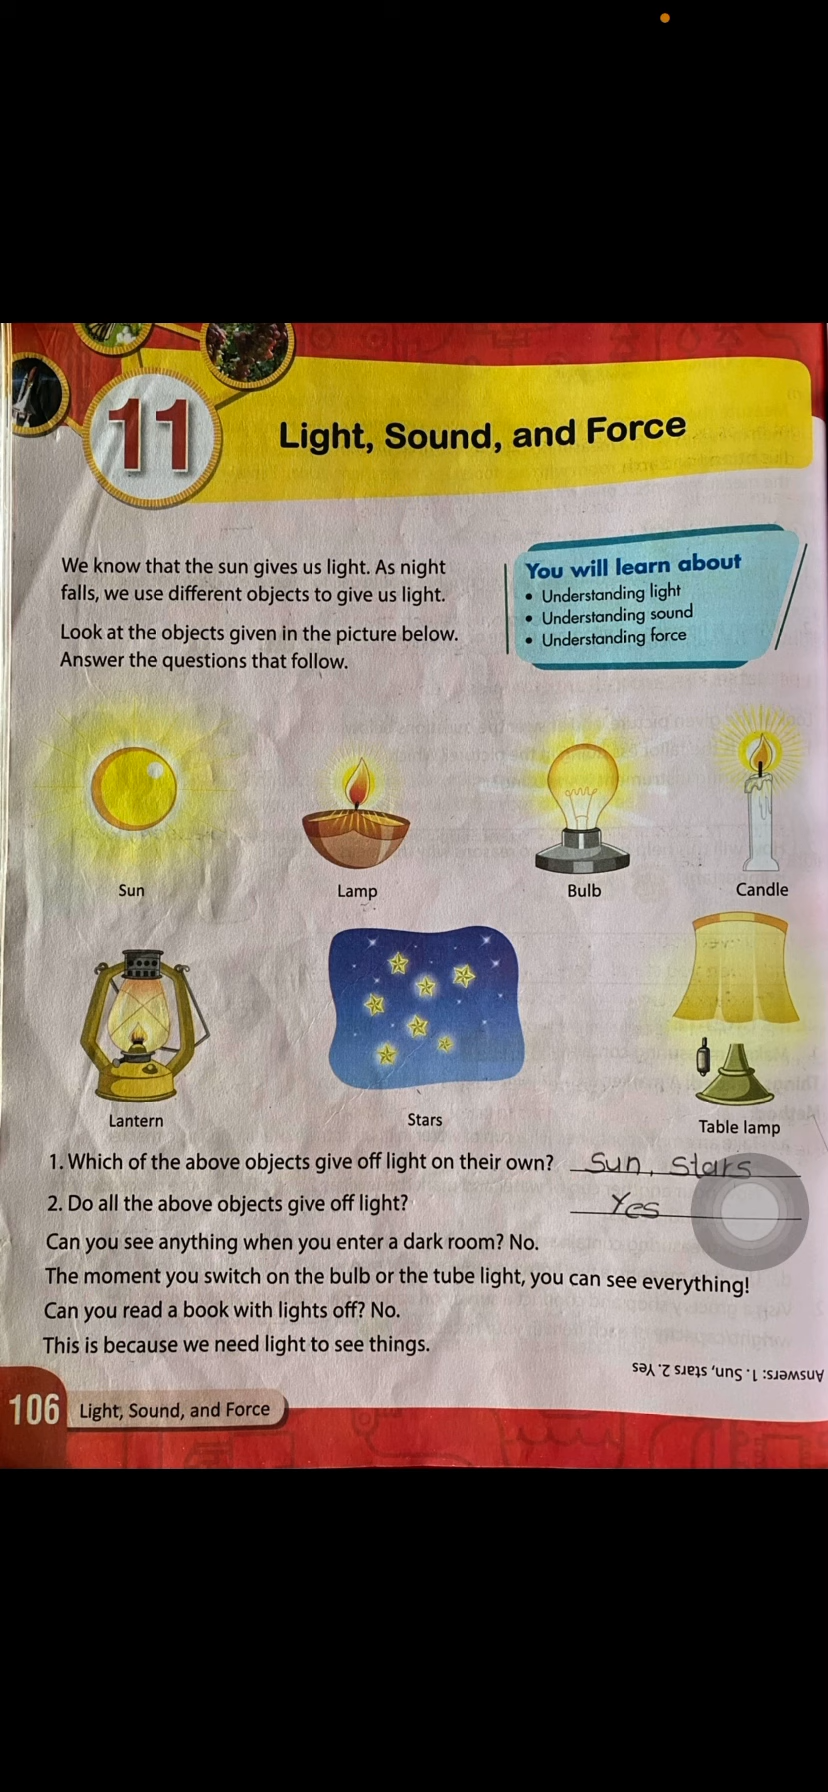 11
Light, Sound, and Force
We know that the sun gives us light. As night
falls, we use different objects to give us light.
Look at the objects given in the picture below.
Answer the questions that follow.
You will learn about
• Understanding light
• Understanding sound
• Understanding force
Sun
Lamp
Bulb
Candle
Lantern
Stars
Table lamp
1. Which of the above objects give off light on their own? Sun, stars
2. Do all the above objects give off light? Yes
Can you see anything when you enter a dark room? No.
The moment you switch on the bulb or the tube light, you can see everything!
Can you read a book with lights off? No.
This is because we need light to see things.
Answers: 1. Sun, stars 2. Yes
106 Light, Sound, and Force